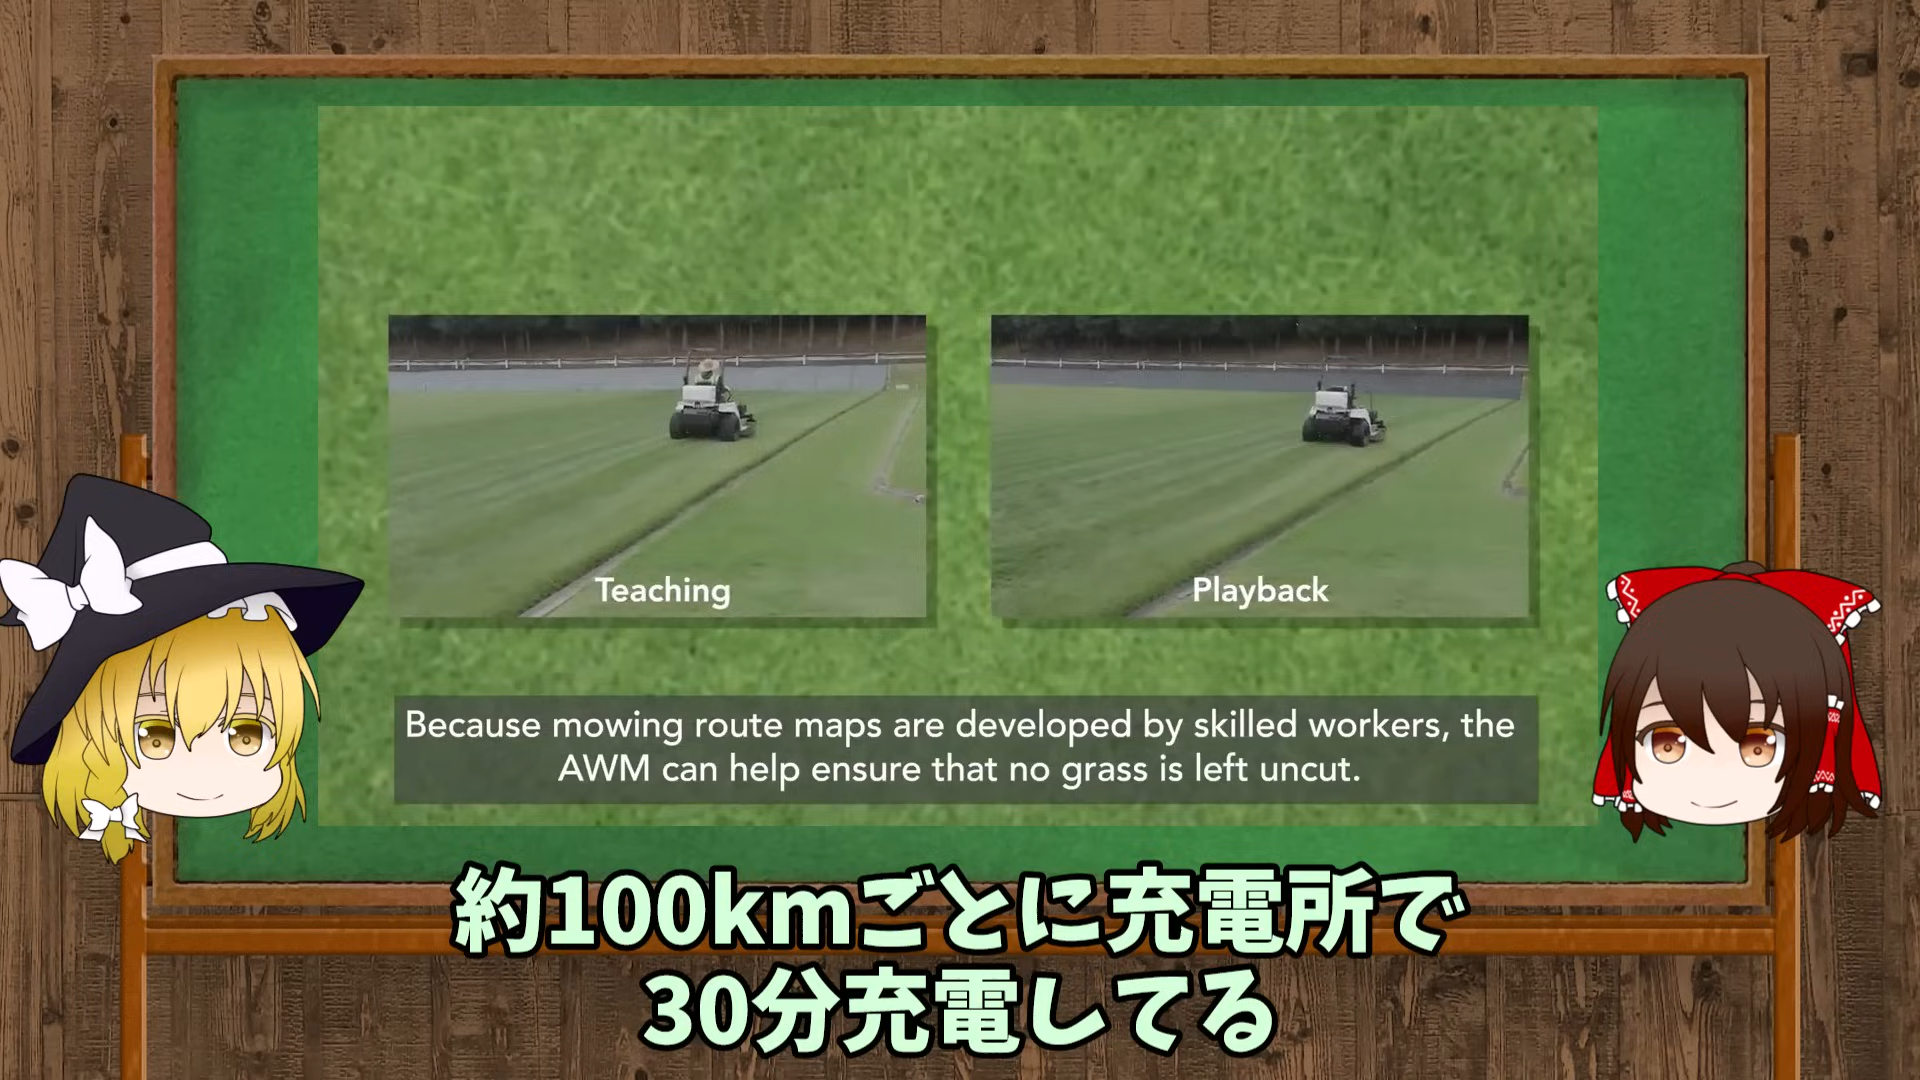 Teaching
Playback
Because mowing route maps are developed by skilled workers, the
AWM can help ensure that no grass is left uncut.
約100kmごとに充電所で
30分充電してる